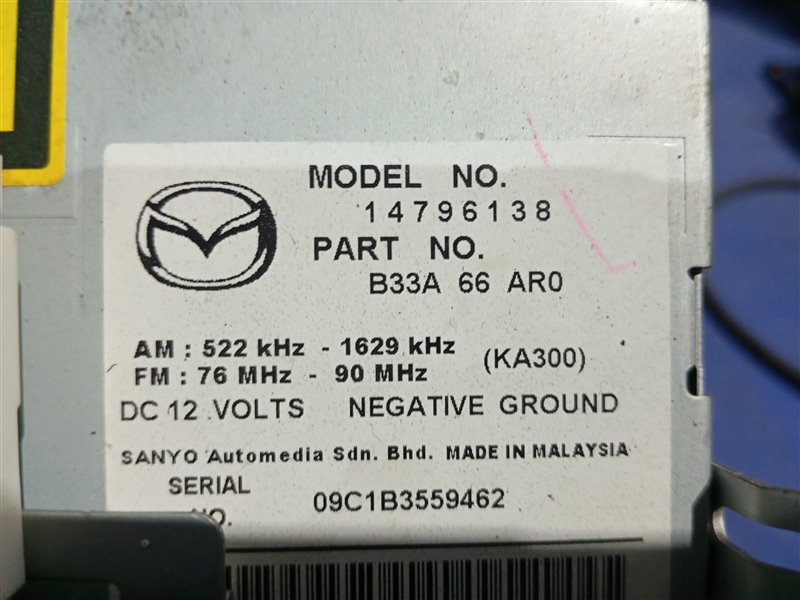 MODEL NO.
14796138
PART NO.
B33A 66 AR0
AM : 522 kHz - 1629 kHz
(KA300)
FM : 76 MHz - 90 MHz
DC 12 VOLTS NEGATIVE GROUND
SANYO Automedia Sdn. Bhd. MADE IN MALAYSIA
SERIAL
NO.
09C1B3559462